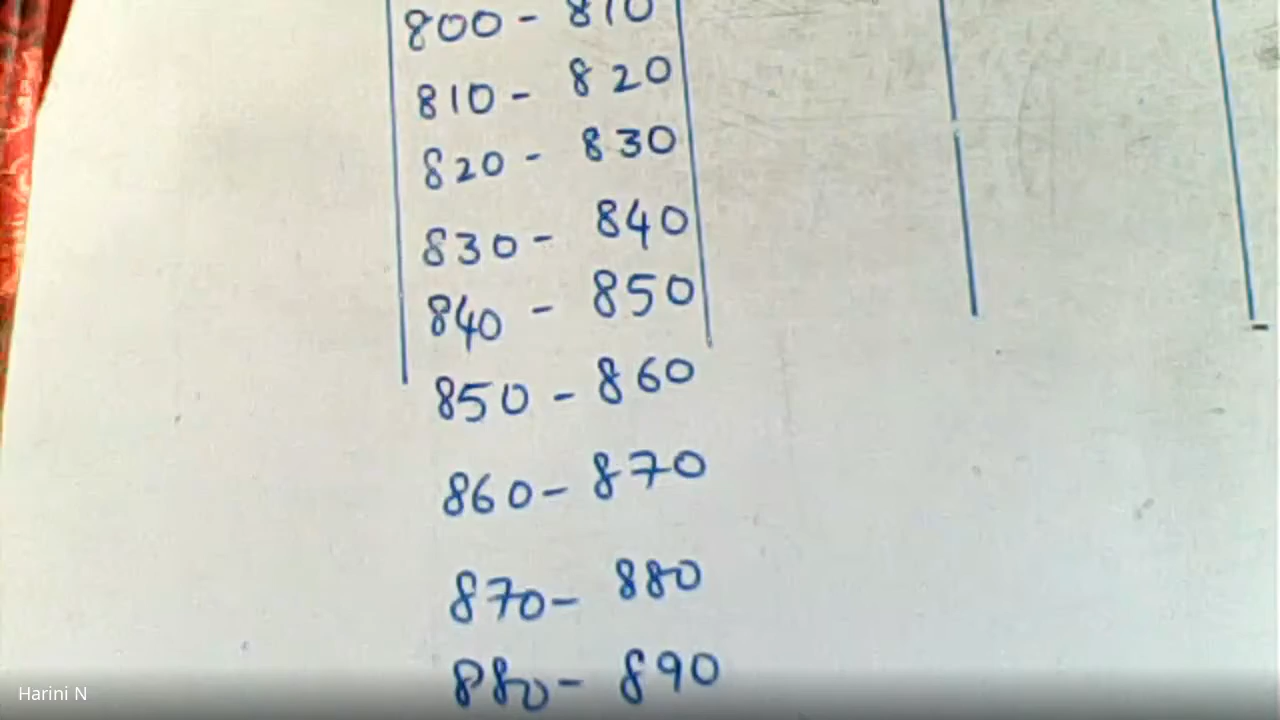 800 - 810
810 - 820
820 - 830
830 - 840
840 - 850
850 - 860
860 - 870
870 - 880
880 - 890
Harini N